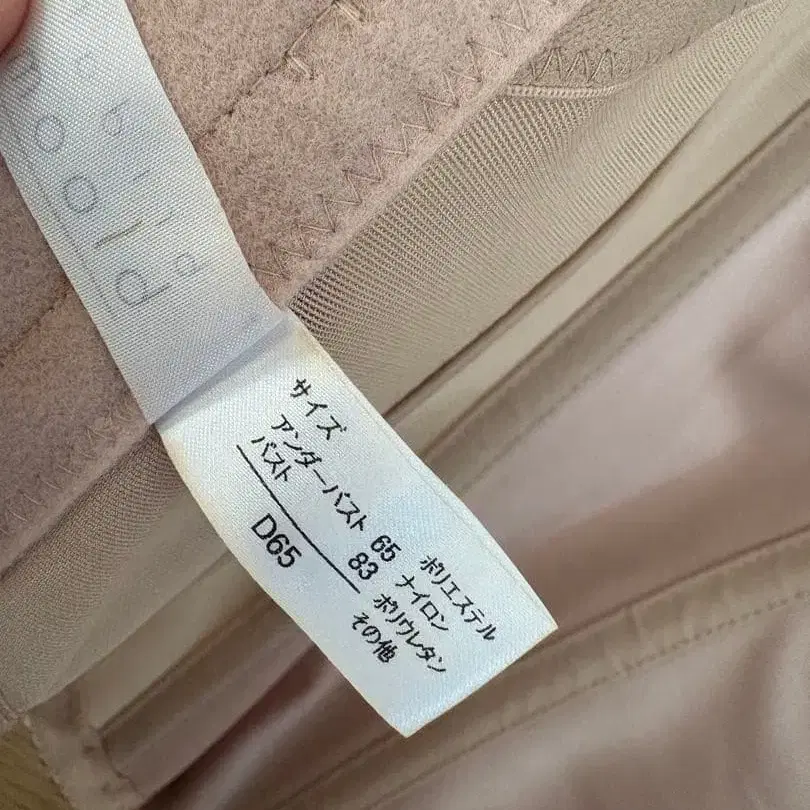 サイズ
アンダーバスト 65
バスト 83
D65
ポリエステル
ナイロン
ポリウレタン
その他